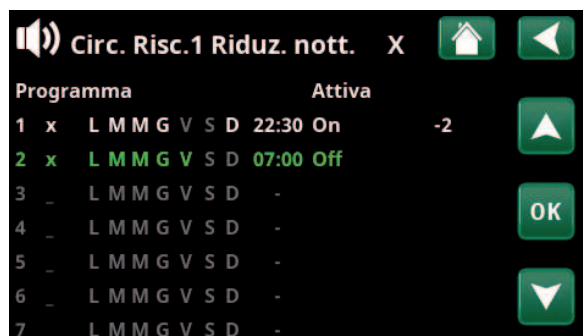 Circ. Risc.1 Riduz. nott. X
Programma Attiva
1 x L M M G V S D 22:30 On -2
2 x L M M G V S D 07:00 Off
3 _ L M M G V S D -
4 _ L M M G V S D -
OK
5 _ L M M G V S D -
6 _ L M M G V S D -
7 L M M G V S D